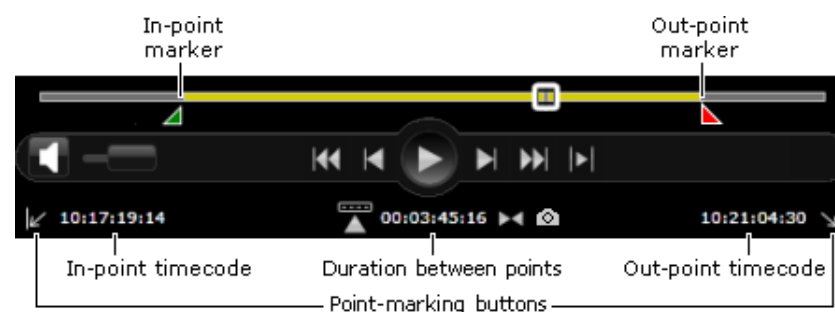 In-point
marker
Out-point
marker
10:17:19:14
00:03:45:16
10:21:04:30
In-point timecode
Duration between points
Out-point timecode
Point-marking buttons